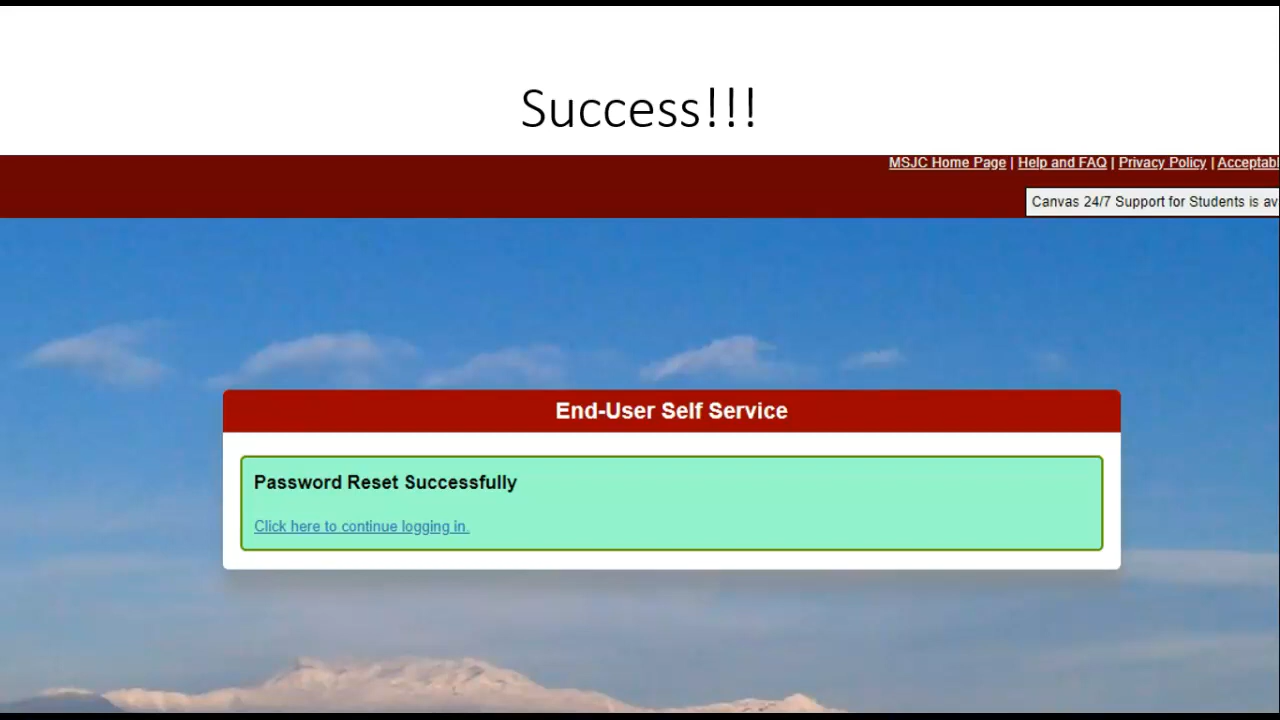 Success!!!
MSJC Home Page | Help and FAQ | Privacy Policy | Acceptabl
Canvas 24/7 Support for Students is av
End-User Self Service
Password Reset Successfully
Click here to continue logging in.